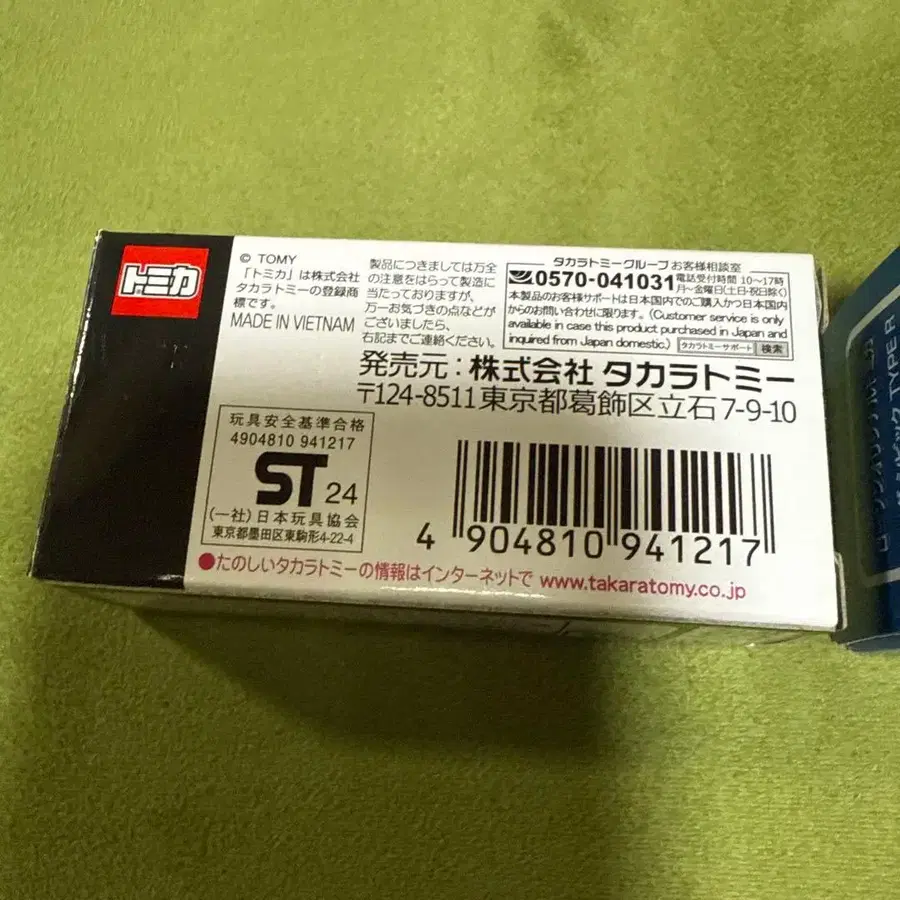 トミカ
© TOMY
「トミカ」は株式会社
タカラトミーの登録商
標です。
MADE IN VIETNAM
製品につきましては万全
の注意をはらって製造に
当たっておりますが、
万一お気づきの点などが
ございましたら、
右記までご連絡ください。
タカラトミーグループお客様相談室
0570-041031
電話受付時間 10〜17時
月〜金曜日(土日・祝日除く)
本製品のお客様サポートは日本国内でのご購入かつ日本国内
からのお問い合わせに限ります。(Customer service is only
available in case this product purchased in Japan and
inquired from Japan domestic.)
タカラトミーサポート 検索
発売元:株式会社 タカラトミー
〒124-8511東京都葛飾区立石7-9-10
玩具安全基準合格
4904810 941217
ST 24
(一社)日本玩具協会
東京都墨田区東駒形4-22-4
4 904810 941217
●たのしいタカラトミーの情報はインターネットで www.takaratomy.co.jp
TYPE R